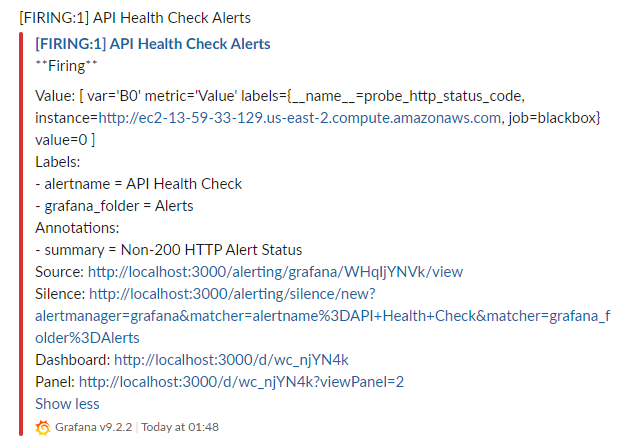 [FIRING:1] API Health Check Alerts
[FIRING:1] API Health Check Alerts
**Firing**
Value: [ var='B0' metric='Value' labels={__name__=probe_http_status_code,
instance=http://ec2-13-59-33-129.us-east-2.compute.amazonaws.com, job=blackbox}
value=0 ]
Labels:
- alertname = API Health Check
- grafana_folder = Alerts
Annotations:
- summary = Non-200 HTTP Alert Status
Source: http://localhost:3000/alerting/grafana/WHqljYNVk/view
Silence: http://localhost:3000/alerting/silence/new?
alertmanager=grafana&matcher=alertname%3DAPI+Health+Check&matcher=grafana_f
older%3DAlerts
Dashboard: http://localhost:3000/d/wc_njYN4k
Panel: http://localhost:3000/d/wc_njYN4k?viewPanel=2
Show less
Grafana v9.2.2 | Today at 01:48